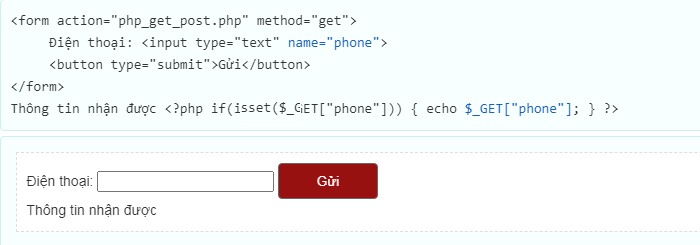 <form action="php_get_post.php" method="get">
Điện thoại: <input type="text" name="phone">
<button type="submit">Gửi</button>
</form>
Thông tin nhận được <?php if(isset($_GET["phone"])) { echo $_GET["phone"]; } ?>
Điện thoại: Gửi
Thông tin nhận được